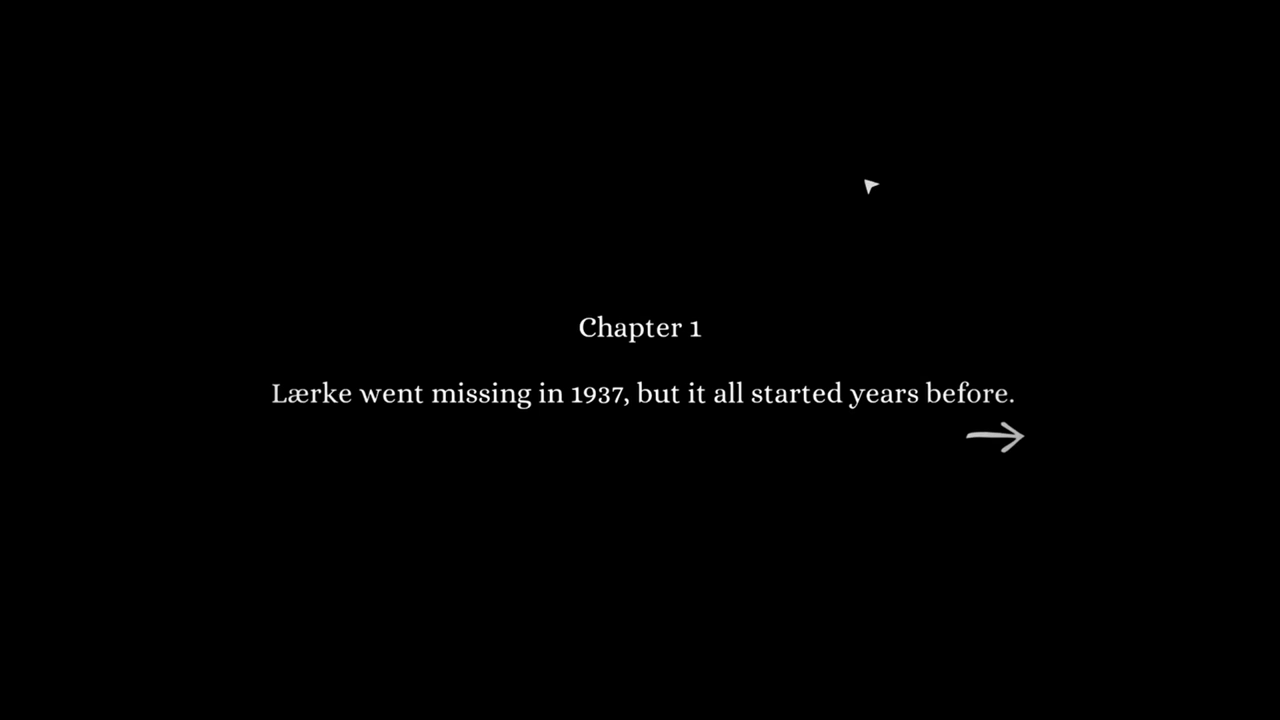 Chapter 1
Lærke went missing in 1937, but it all started years before.